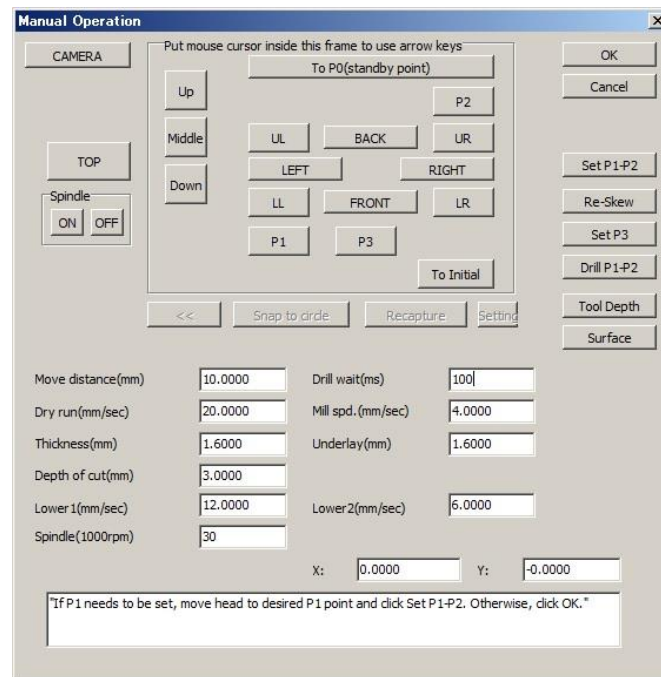 Manual Operation
CAMERA
Put mouse cursor inside this frame to use arrow keys
To P0(standby point)
OK
Cancel
Up
P2
Middle
UL
BACK
UR
TOP
LEFT
RIGHT
Set P1-P2
Down
Spindle
ON
OFF
LL
FRONT
LR
Re-Skew
P1
P3
Set P3
To Initial
Drill P1-P2
<<
Snap to circle
Recapture
Setting
Tool Depth
Surface
Move distance(mm) 10.0000 Drill wait(ms) 100
Dry run(mm/sec) 20.0000 Mill spd.(mm/sec) 4.0000
Thickness(mm) 1.6000 Underlay(mm) 1.6000
Depth of cut(mm) 3.0000
Lower1(mm/sec) 12.0000 Lower2(mm/sec) 6.0000
Spindle(1000rpm) 30
X: 0.0000 Y: -0.0000
"If P1 needs to be set, move head to desired P1 point and click Set P1-P2. Otherwise, click OK."